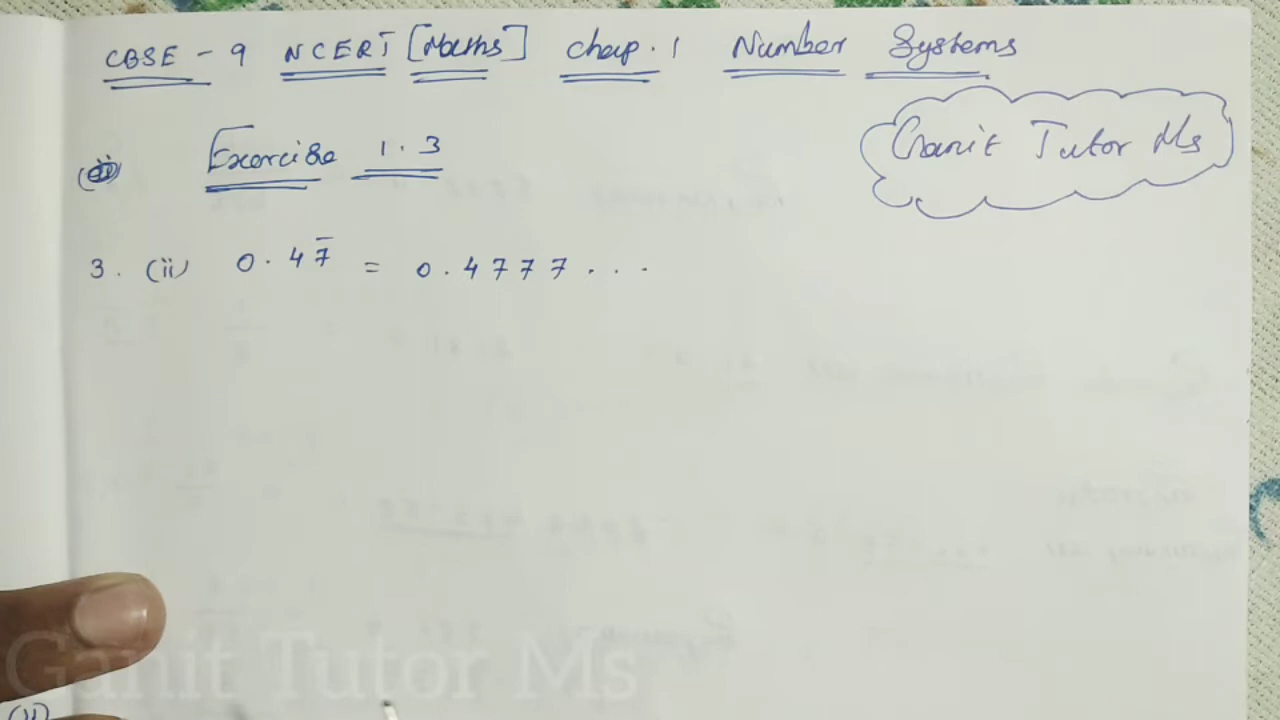 CBSE - 9 NCERT [Maths] Chap. 1 Number Systems
Ganit Tutor Ms
Exercise 1.3
3. (ii) 0.47̅ = 0.4777...
Ganit Tutor Ms